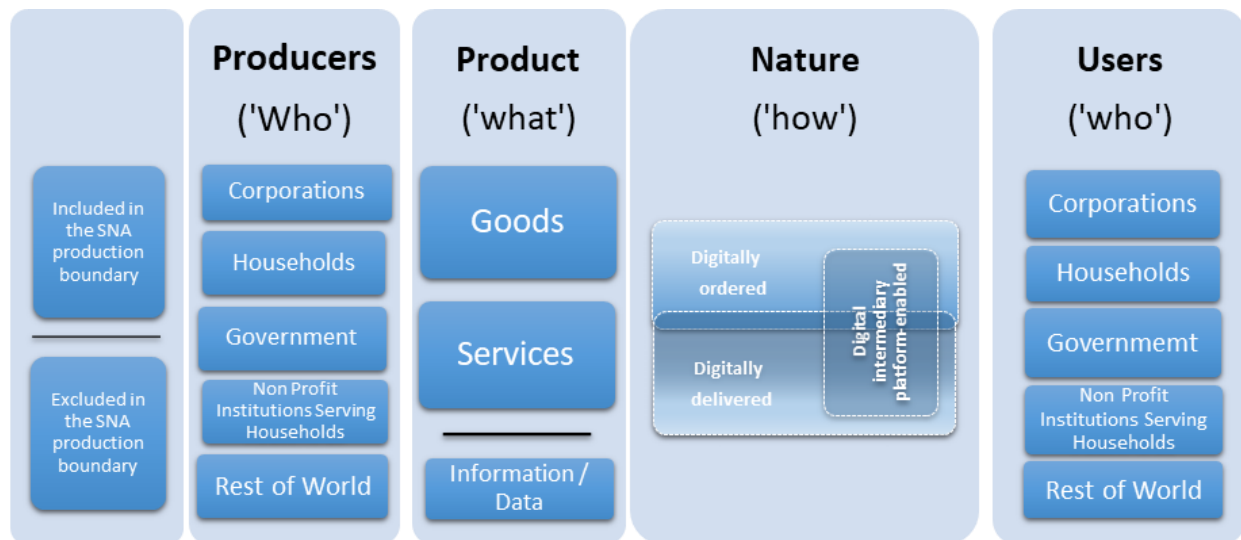 Included in
the SNA
production
boundary
Excluded in
the SNA
production
boundary
Producers
('Who')
Corporations
Households
Government
Non Profit
Institutions Serving
Households
Rest of World
Product
('what')
Goods
Services
Information /
Data
Nature
('how')
Digitally
ordered
Digitally
delivered
Digital
intermediary
platform-enabled
Users
('who')
Corporations
Households
Governmemt
Non Profit
Institutions Serving
Households
Rest of World